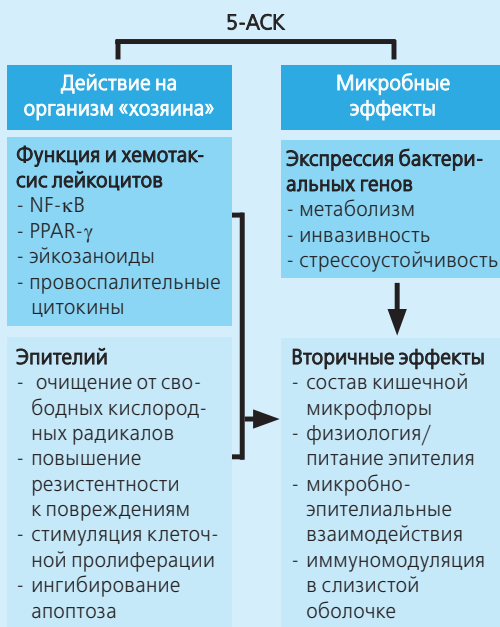 5-АСК
Действие на
организм «хозяина»
Функция и хемотак-
сис лейкоцитов
- NF-κB
- PPAR-γ
- эйкозаноиды
- провоспалительные
цитокины
Эпителий
- очищение от сво-
бодных кислород-
ных радикалов
- повышение
резистентности
к повреждениям
- стимуляция клеточ-
ной пролиферации
- ингибирование
апоптоза
Микробные
эффекты
Экспрессия бактери-
альных генов
- метаболизм
- инвазивность
- стрессоустойчивость
Вторичные эффекты
- состав кишечной
микрофлоры
- физиология/
питание эпителия
- микробно-
эпителиальные
взаимодействия
- иммуномодуляция
в слизистой
оболочке